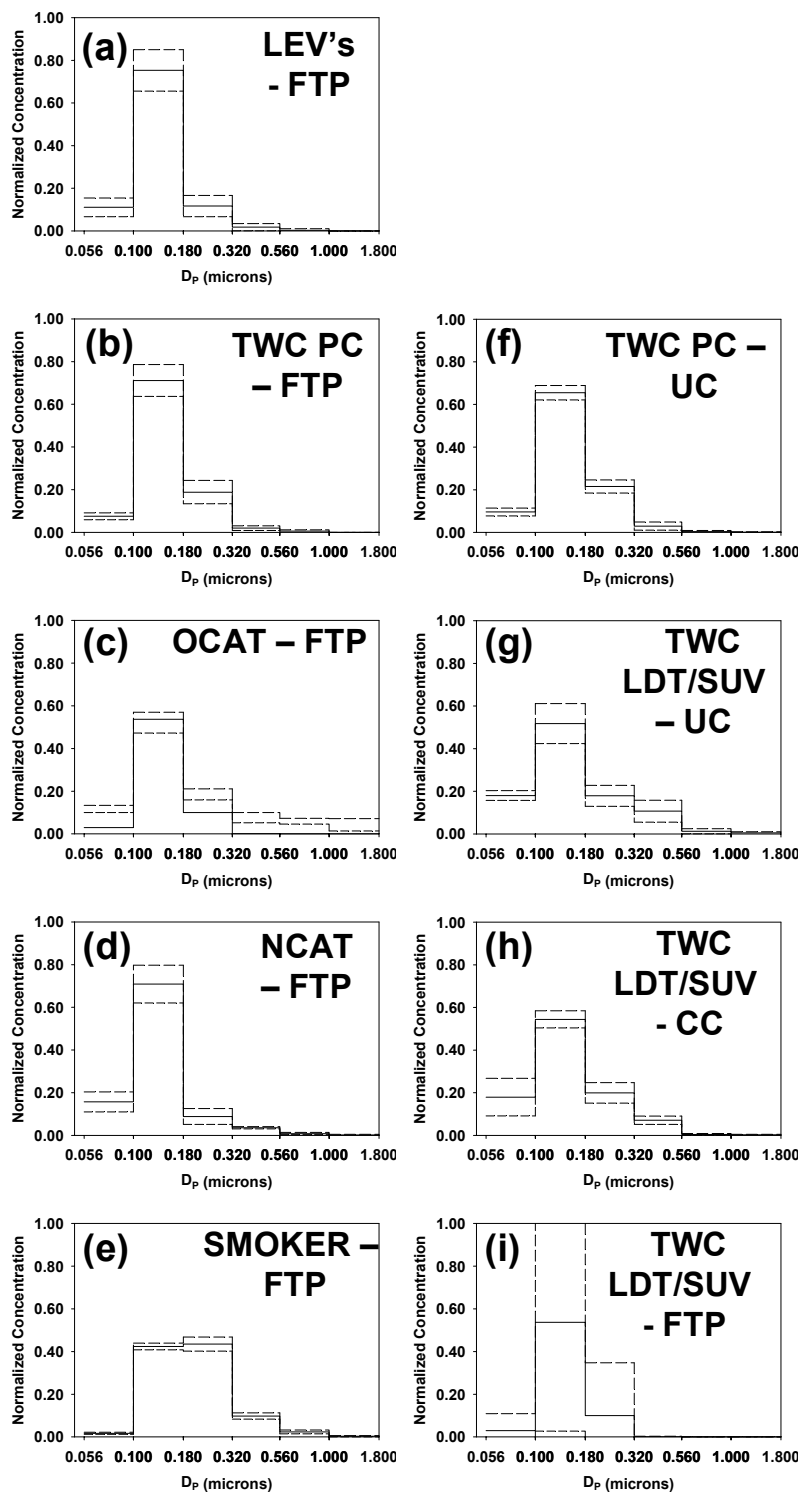 (a)
LEV's
- FTP
Normalized Concentration
1.00
0.80
0.60
0.40
0.20
0.00
0.056 0.100 0.180 0.320 0.560 1.000 1.800
DP (microns)
(b)
TWC PC
– FTP
Normalized Concentration
1.00
0.80
0.60
0.40
0.20
0.00
0.056 0.100 0.180 0.320 0.560 1.000 1.800
DP (microns)
(f)
TWC PC –
UC
Normalized Concentration
1.00
0.80
0.60
0.40
0.20
0.00
0.056 0.100 0.180 0.320 0.560 1.000 1.800
DP (microns)
(c)
OCAT – FTP
Normalized Concentration
1.00
0.80
0.60
0.40
0.20
0.00
0.056 0.100 0.180 0.320 0.560 1.000 1.800
DP (microns)
(g)
TWC
LDT/SUV
– UC
Normalized Concentration
1.00
0.80
0.60
0.40
0.20
0.00
0.056 0.100 0.180 0.320 0.560 1.000 1.800
DP (microns)
(d)
NCAT
– FTP
Normalized Concentration
1.00
0.80
0.60
0.40
0.20
0.00
0.056 0.100 0.180 0.320 0.560 1.000 1.800
DP (microns)
(h)
TWC
LDT/SUV
- CC
Normalized Concentration
1.00
0.80
0.60
0.40
0.20
0.00
0.056 0.100 0.180 0.320 0.560 1.000 1.800
DP (microns)
(e)
SMOKER –
FTP
Normalized Concentration
1.00
0.80
0.60
0.40
0.20
0.00
0.056 0.100 0.180 0.320 0.560 1.000 1.800
DP (microns)
(i)
TWC
LDT/SUV
- FTP
Normalized Concentration
1.00
0.80
0.60
0.40
0.20
0.00
0.056 0.100 0.180 0.320 0.560 1.000 1.800
DP (microns)